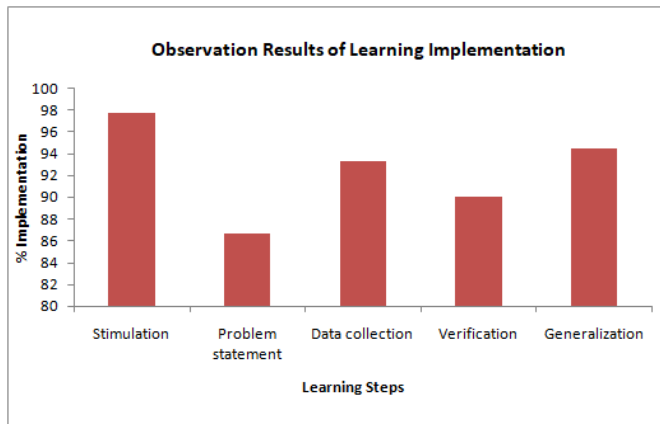 Observation Results of Learning Implementation
% Implementation
100
98
96
94
92
90
88
86
84
82
80
Stimulation
Problem
statement
Data collection
Verification
Generalization
Learning Steps